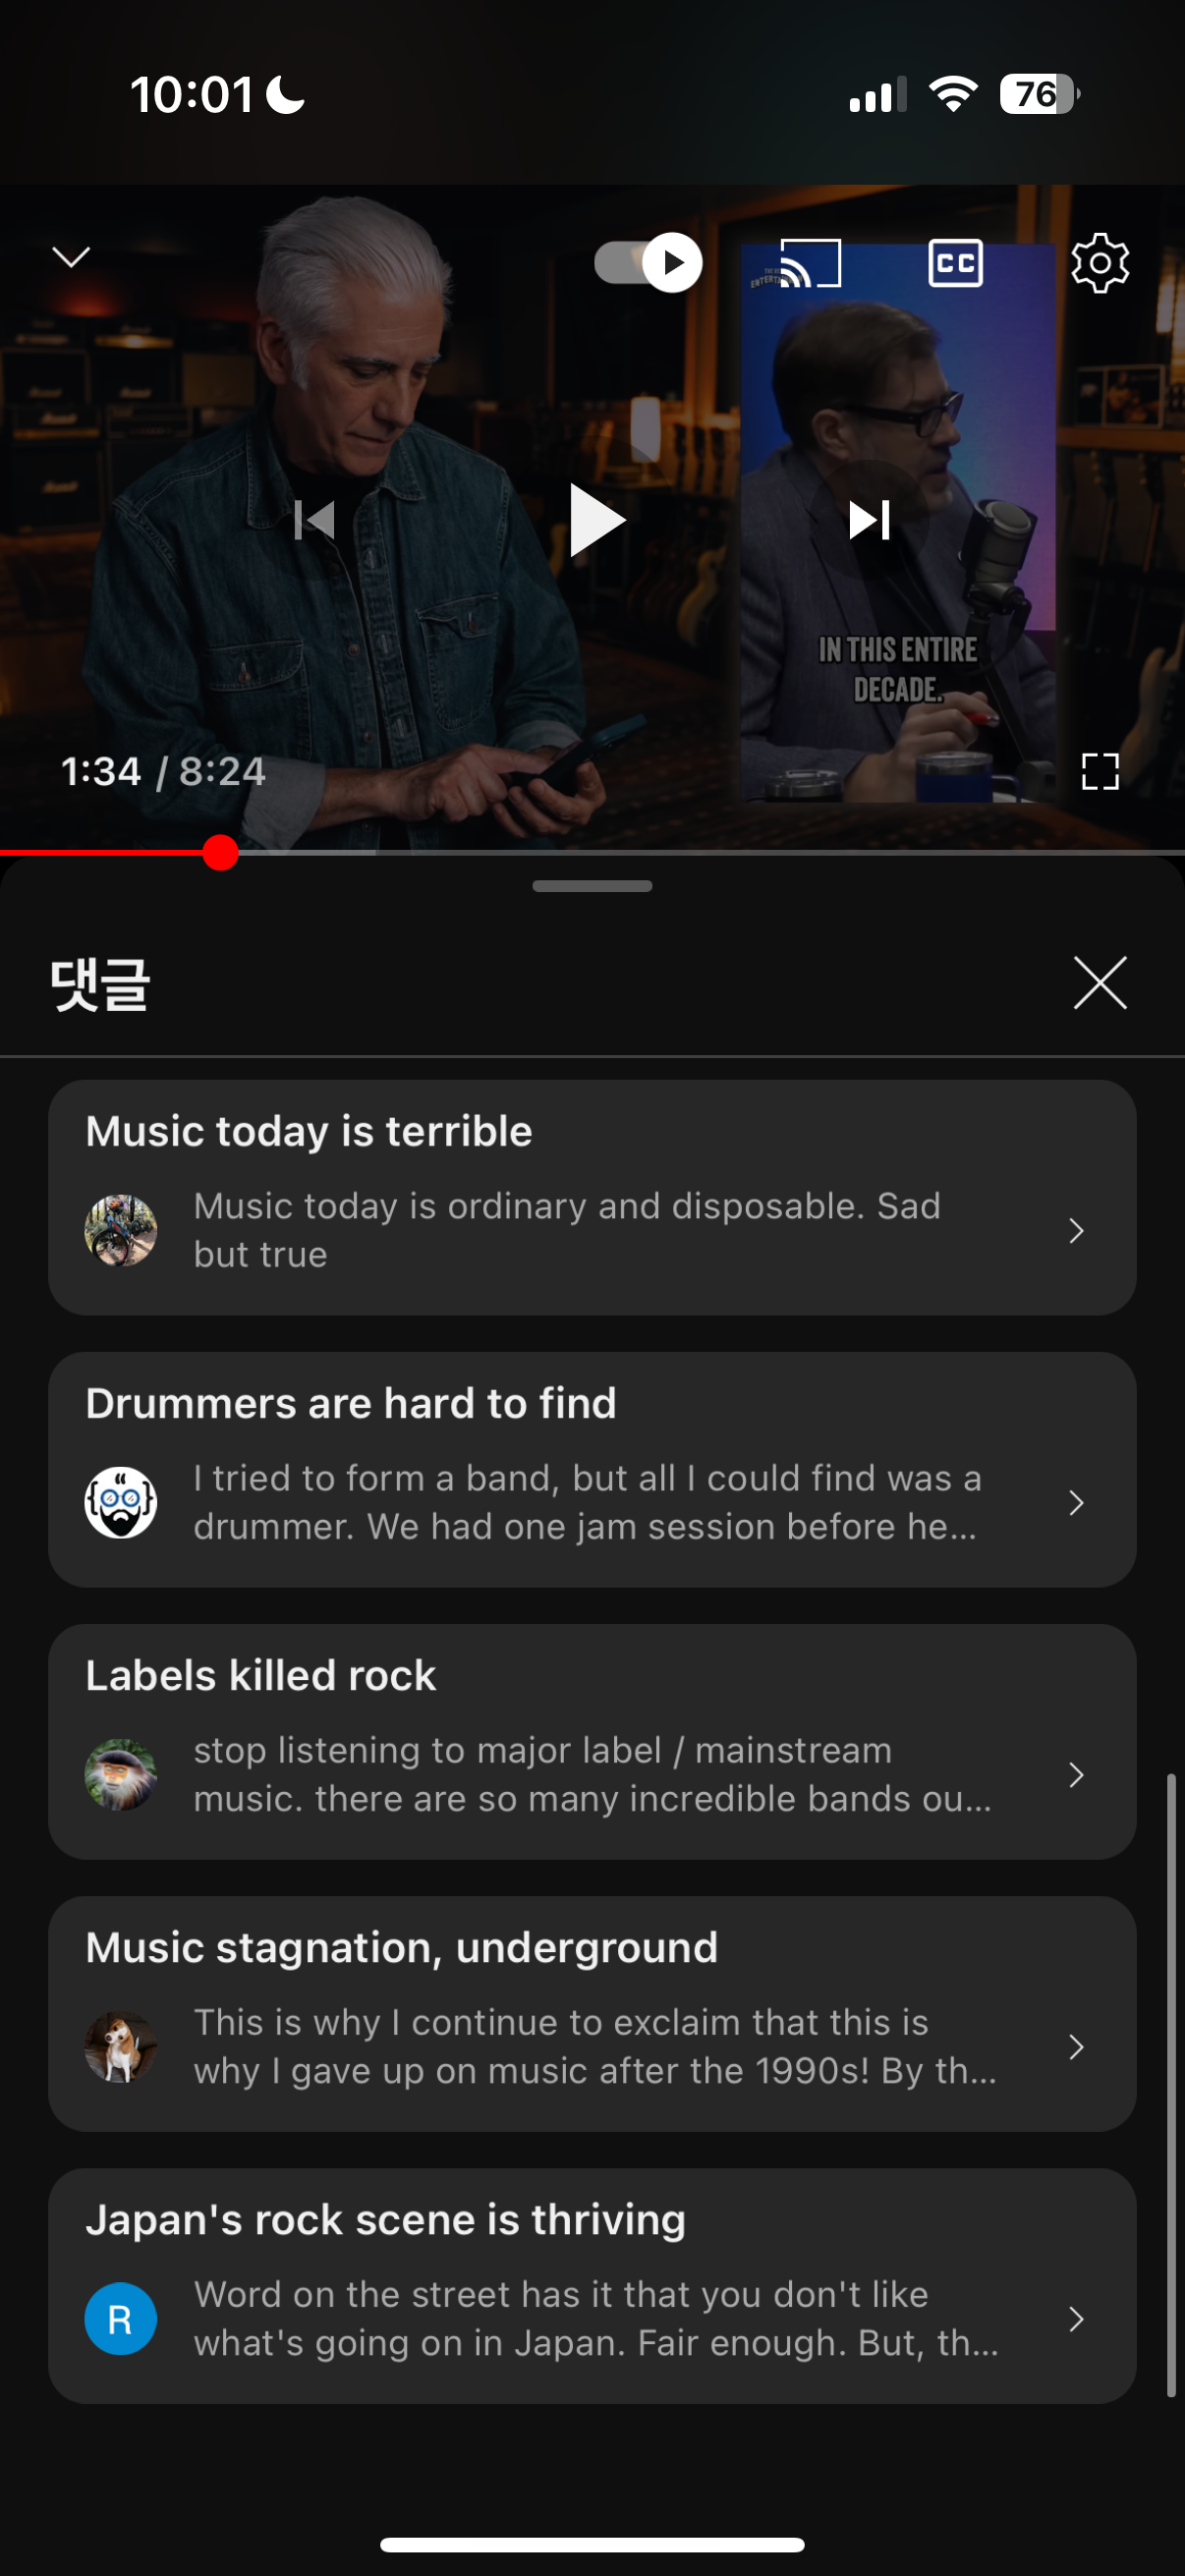 10:01
76
CC
THE
ENTERT
IN THIS ENTIRE
DECADE.
1:34 / 8:24
댓글
Music today is terrible
Music today is ordinary and disposable. Sad
but true
Drummers are hard to find
I tried to form a band, but all I could find was a
drummer. We had one jam session before he...
Labels killed rock
stop listening to major label / mainstream
music. there are so many incredible bands ou...
Music stagnation, underground
This is why I continue to exclaim that this is
why I gave up on music after the 1990s! By th...
Japan's rock scene is thriving
R
Word on the street has it that you don't like
what's going on in Japan. Fair enough. But, th...